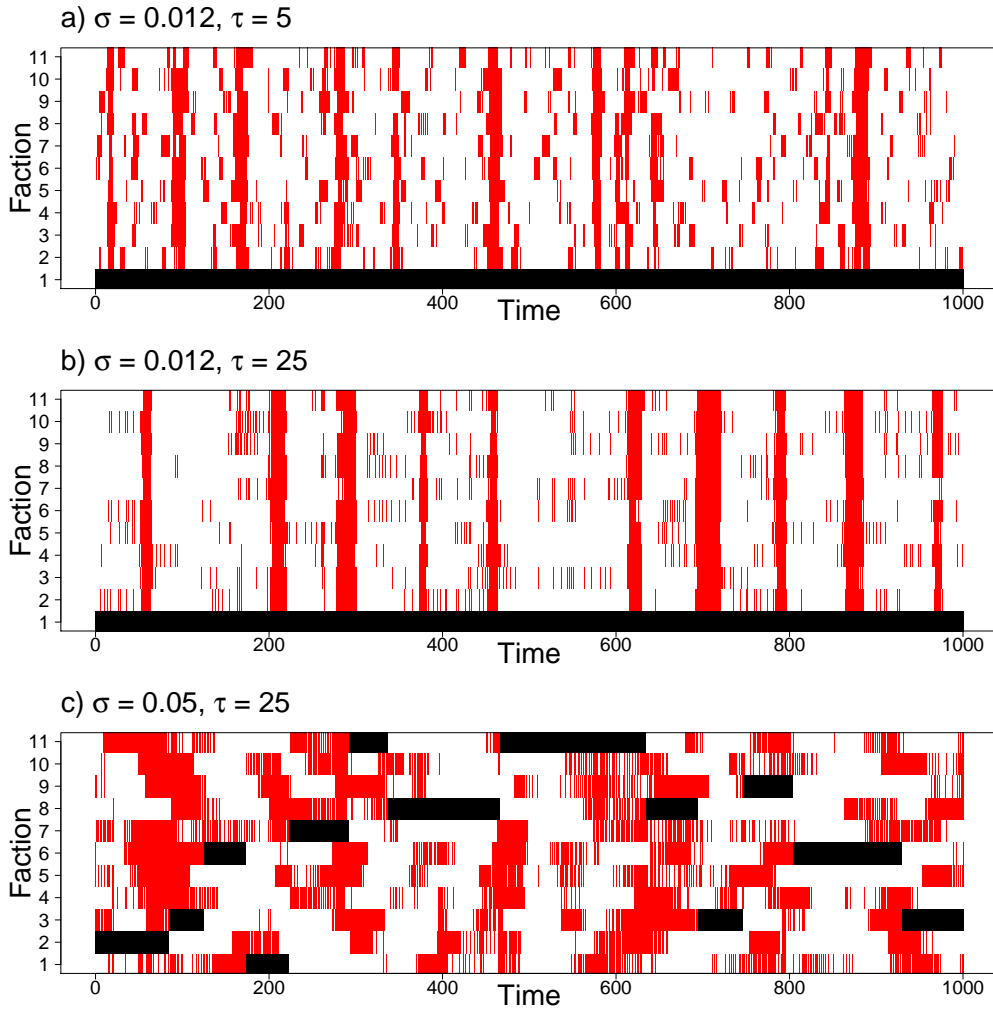 a) σ = 0.012, τ = 5
11
10
9
8
7
6
5
4
3
2
1
Faction
0 200 400 600 800 1000
Time
b) σ = 0.012, τ = 25
11
10
9
8
7
6
5
4
3
2
1
Faction
0 200 400 600 800 1000
Time
c) σ = 0.05, τ = 25
11
10
9
8
7
6
5
4
3
2
1
Faction
0 200 400 600 800 1000
Time